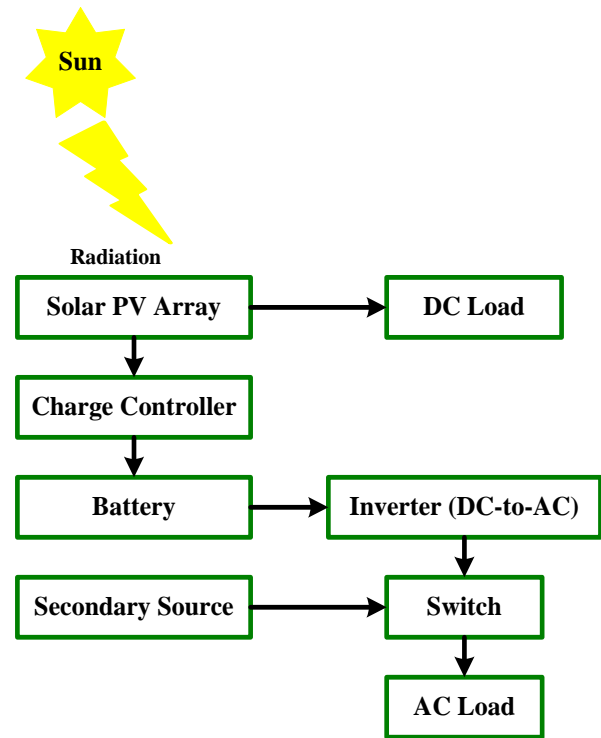 Sun
Radiation
Solar PV Array
DC Load
Charge Controller
Battery
Inverter (DC-to-AC)
Secondary Source
Switch
AC Load